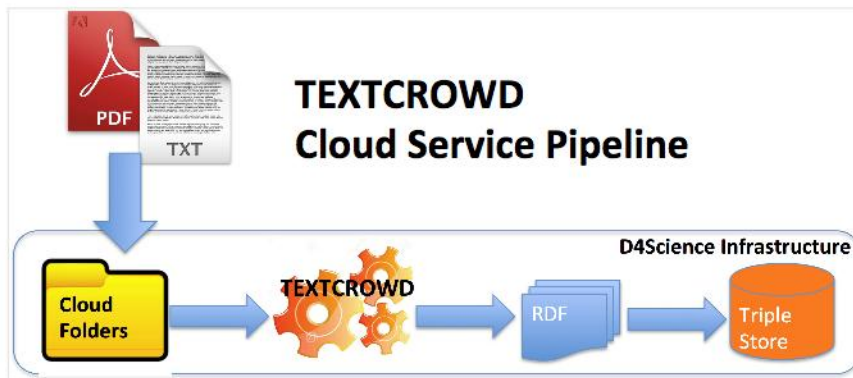 PDF
TXT
TEXTCROWD
Cloud Service Pipeline
D4Science Infrastructure
Cloud
Folders
TEXTCROWD
RDF
Triple
Store